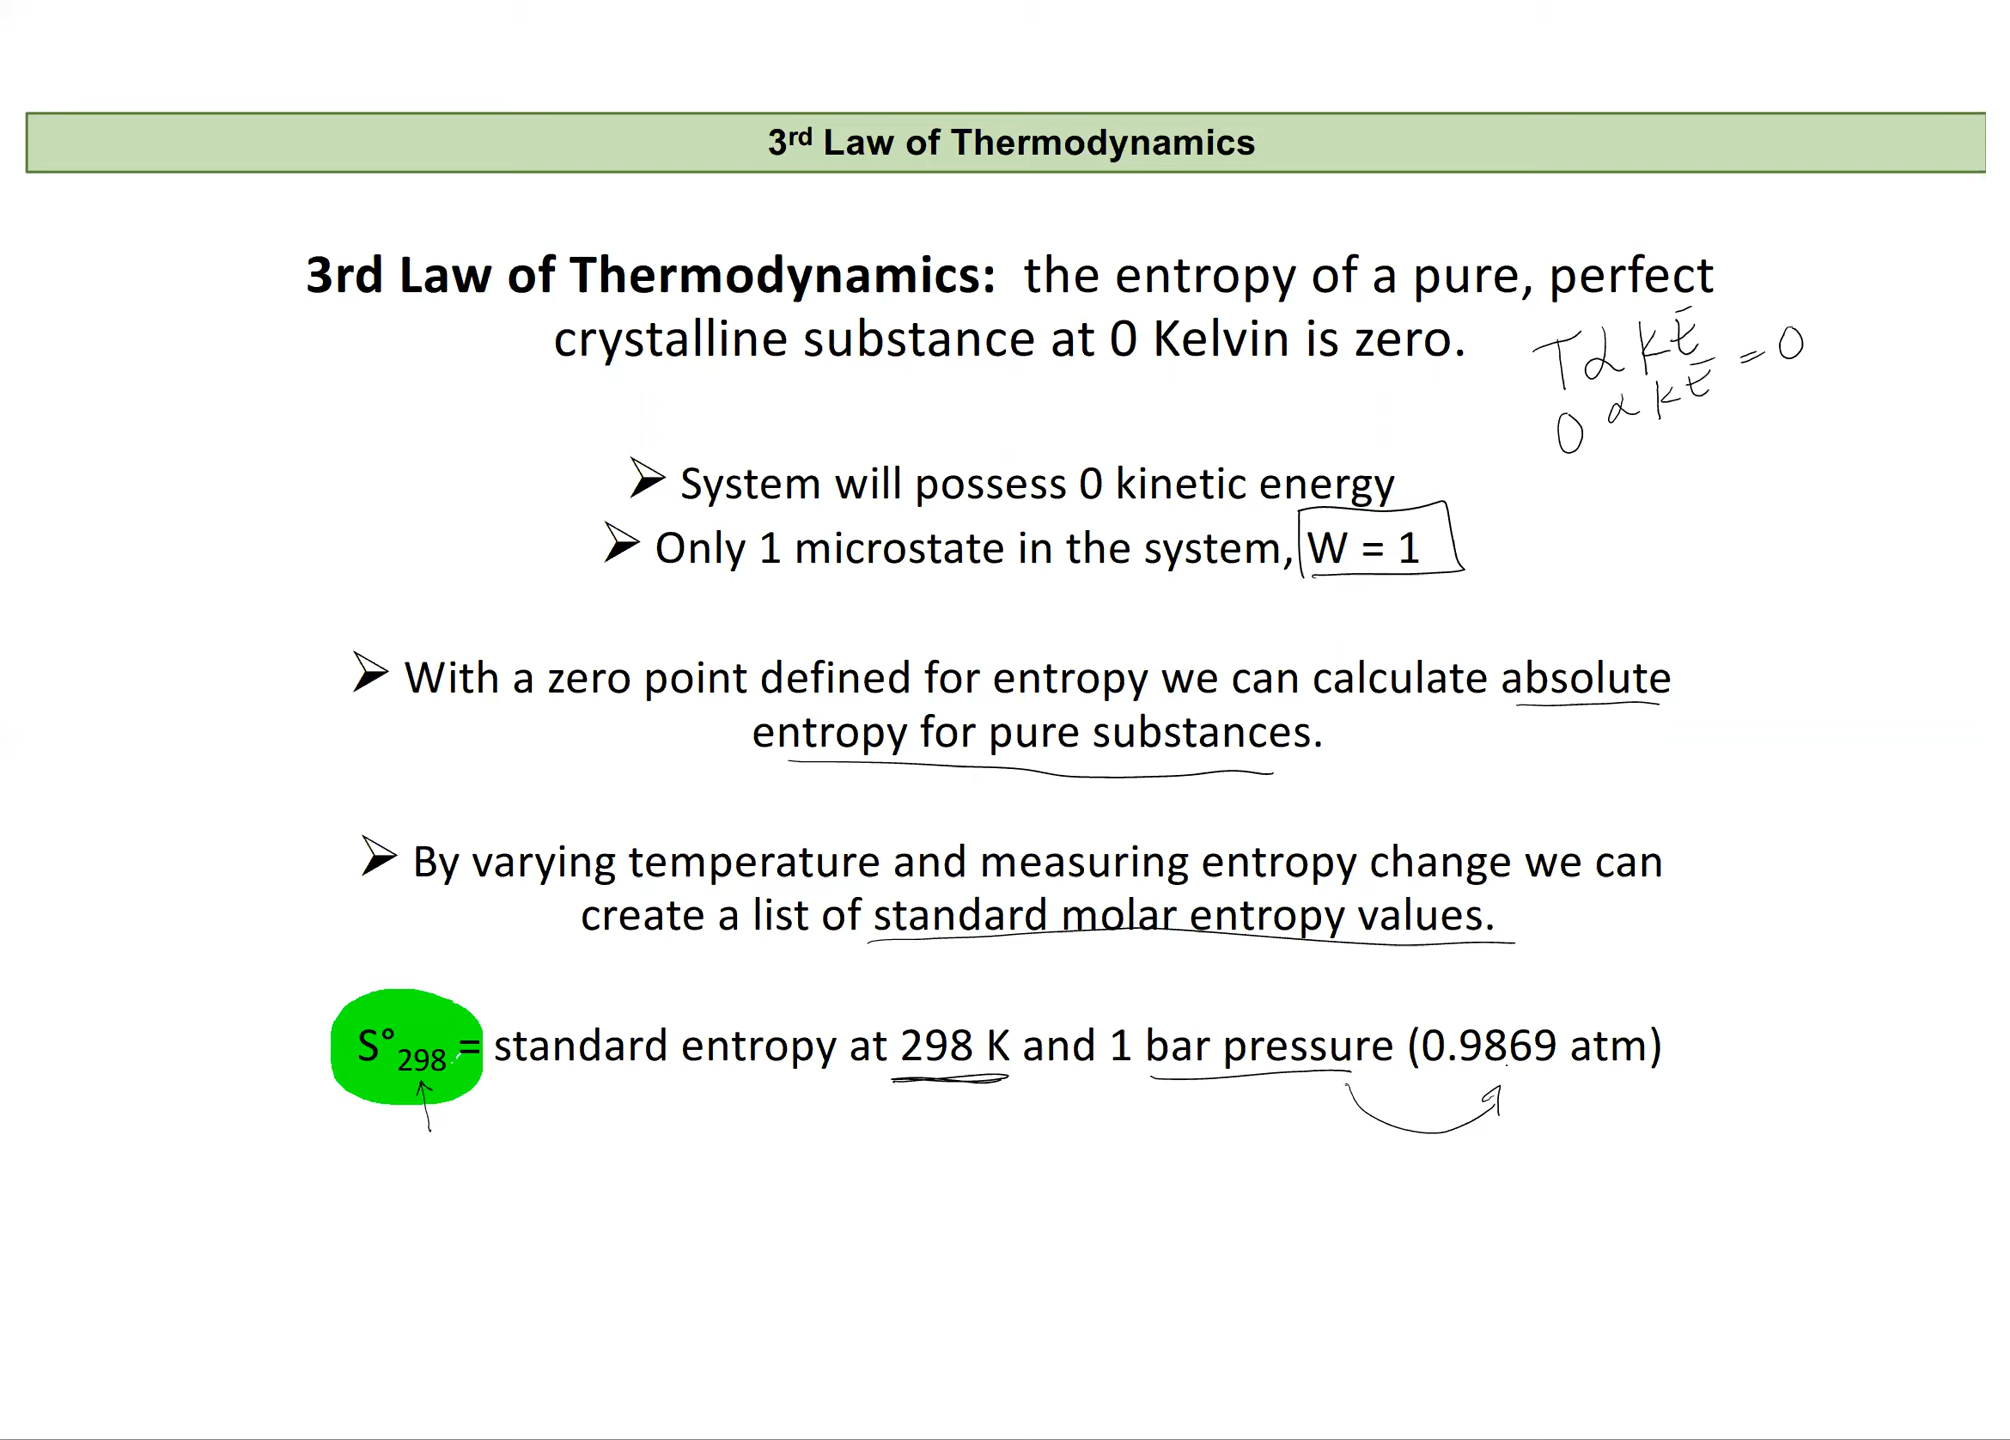 3rd Law of Thermodynamics
3rd Law of Thermodynamics: the entropy of a pure, perfect
crystalline substance at 0 Kelvin is zero.
T α KE
0 α KE = 0
➢ System will possess 0 kinetic energy
➢ Only 1 microstate in the system, W = 1
➢ With a zero point defined for entropy we can calculate absolute
entropy for pure substances.
➢ By varying temperature and measuring entropy change we can
create a list of standard molar entropy values.
S°298 = standard entropy at 298 K and 1 bar pressure (0.9869 atm)